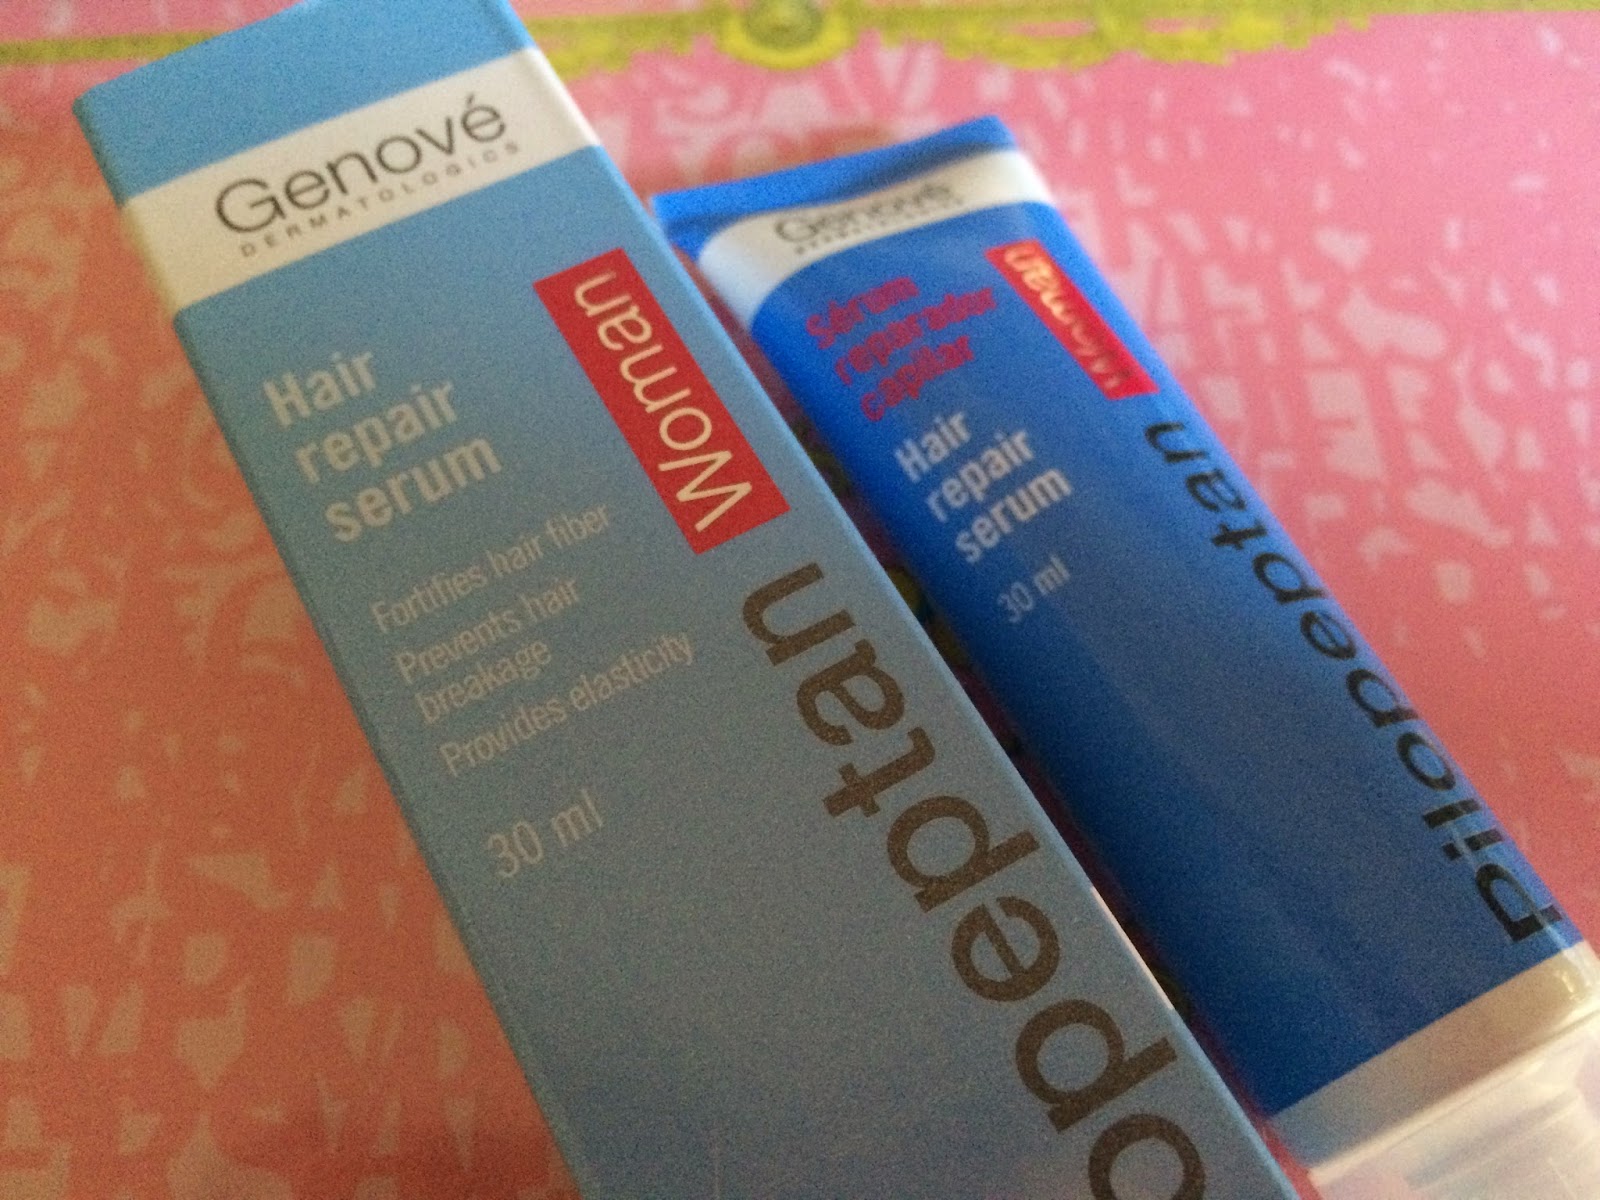 Genové
DERMATOLOGICS
Hair
repair
serum
Fortifies hair fiber
Prevents hair
breakage
Provides elasticity
30 ml
Woman
opeptan
Genové
DERMATOLOGICS
Sérum
reparador
capilar
Hair
repair
serum
30 ml
Woman
Pilopeptan